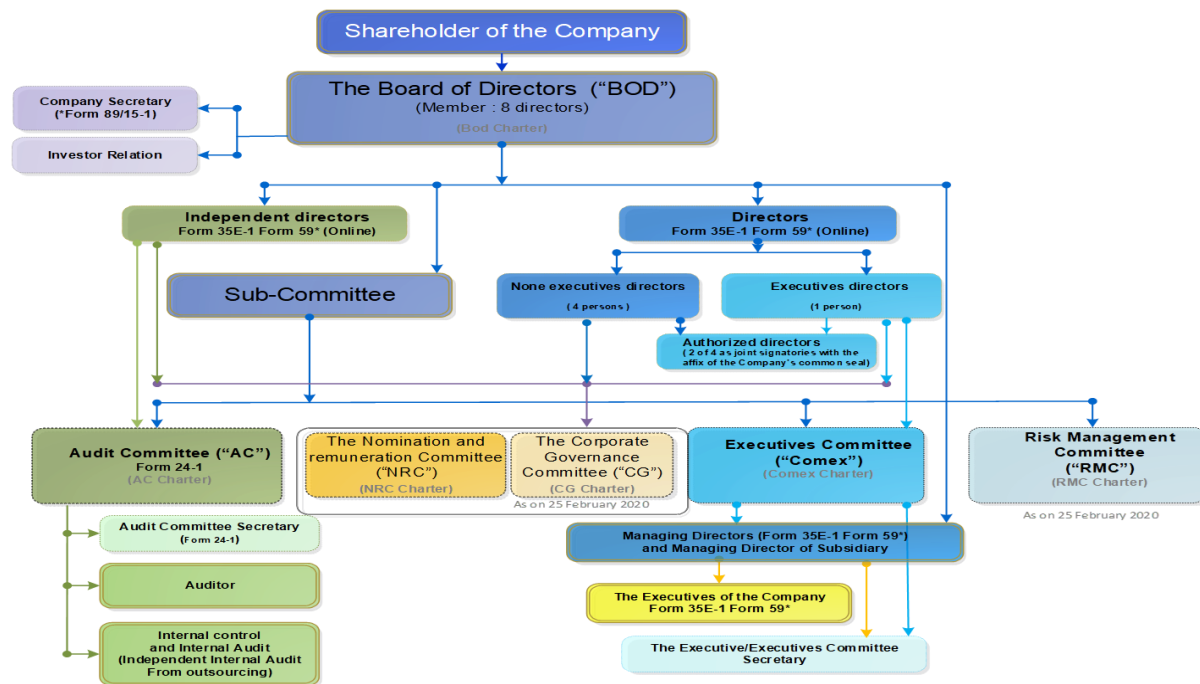 Shareholder of the Company
The Board of Directors (“BOD”)
(Member : 8 directors)
(Bod Charter)
Company Secretary
(*Form 89/15-1)
Investor Relation
Independent directors
Form 35E-1 Form 59* (Online)
Directors
Form 35E-1 Form 59* (Online)
Sub-Committee
None executives directors
( 4 persons )
Executives directors
(1 person)
Authorized directors
( 2 of 4 as joint signatories with the
affix of the Company's common seal)
Audit Committee (“AC”)
Form 24-1
(AC Charter)
The Nomination and
remuneration Committee
(“NRC”)
(NRC Charter)
The Corporate
Governance
Committee (“CG”)
(CG Charter)
As on 25 February 2020
Executives Committee
(“Comex”)
(Comex Charter)
Risk Management
Committee
(“RMC”)
(RMC Charter)
As on 25 February 2020
Audit Committee Secretary
(Form 24-1)
Auditor
Internal control
and Internal Audit
(Independent Internal Audit
From outsourcing)
Managing Directors (Form 35E-1 Form 59*)
and Managing Director of Subsidiary
The Executives of the Company
Form 35E-1 Form 59*
The Executive/Executives Committee
Secretary